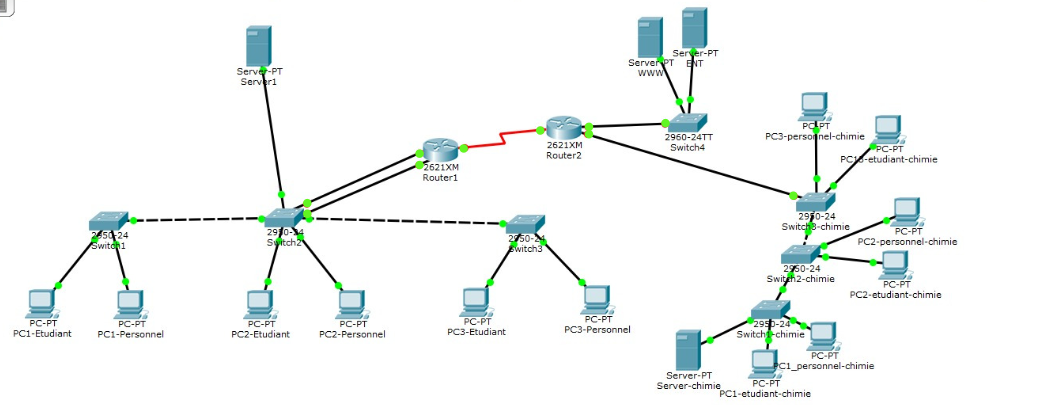 Server-PT
Server1
Server-PT
WWW
Server-PT
ENT
2621XM
Router1
2621XM
Router2
2960-24TT
Switch4
PC-PT
PC3-personnel-chimie
PC-PT
-etudiant-chimie
2950-24
Switch3-chimie
2950-24
Switch1
2950-24
Switch2
2950-24
Switch3
PC-PT
PC2-personnel-chimie
2950-24
Switch2-chimie
PC-PT
PC2-etudiant-chimie
PC-PT
PC1-Etudiant
PC-PT
PC1-Personnel
PC-PT
PC2-Etudiant
PC-PT
PC2-Personnel
PC-PT
PC3-Etudiant
PC-PT
PC3-Personnel
2950-24
Switch1-chimie
PC-PT
PC1_personnel-chimie
Server-PT
Server-chimie
PC-PT
PC1-etudiant-chimie